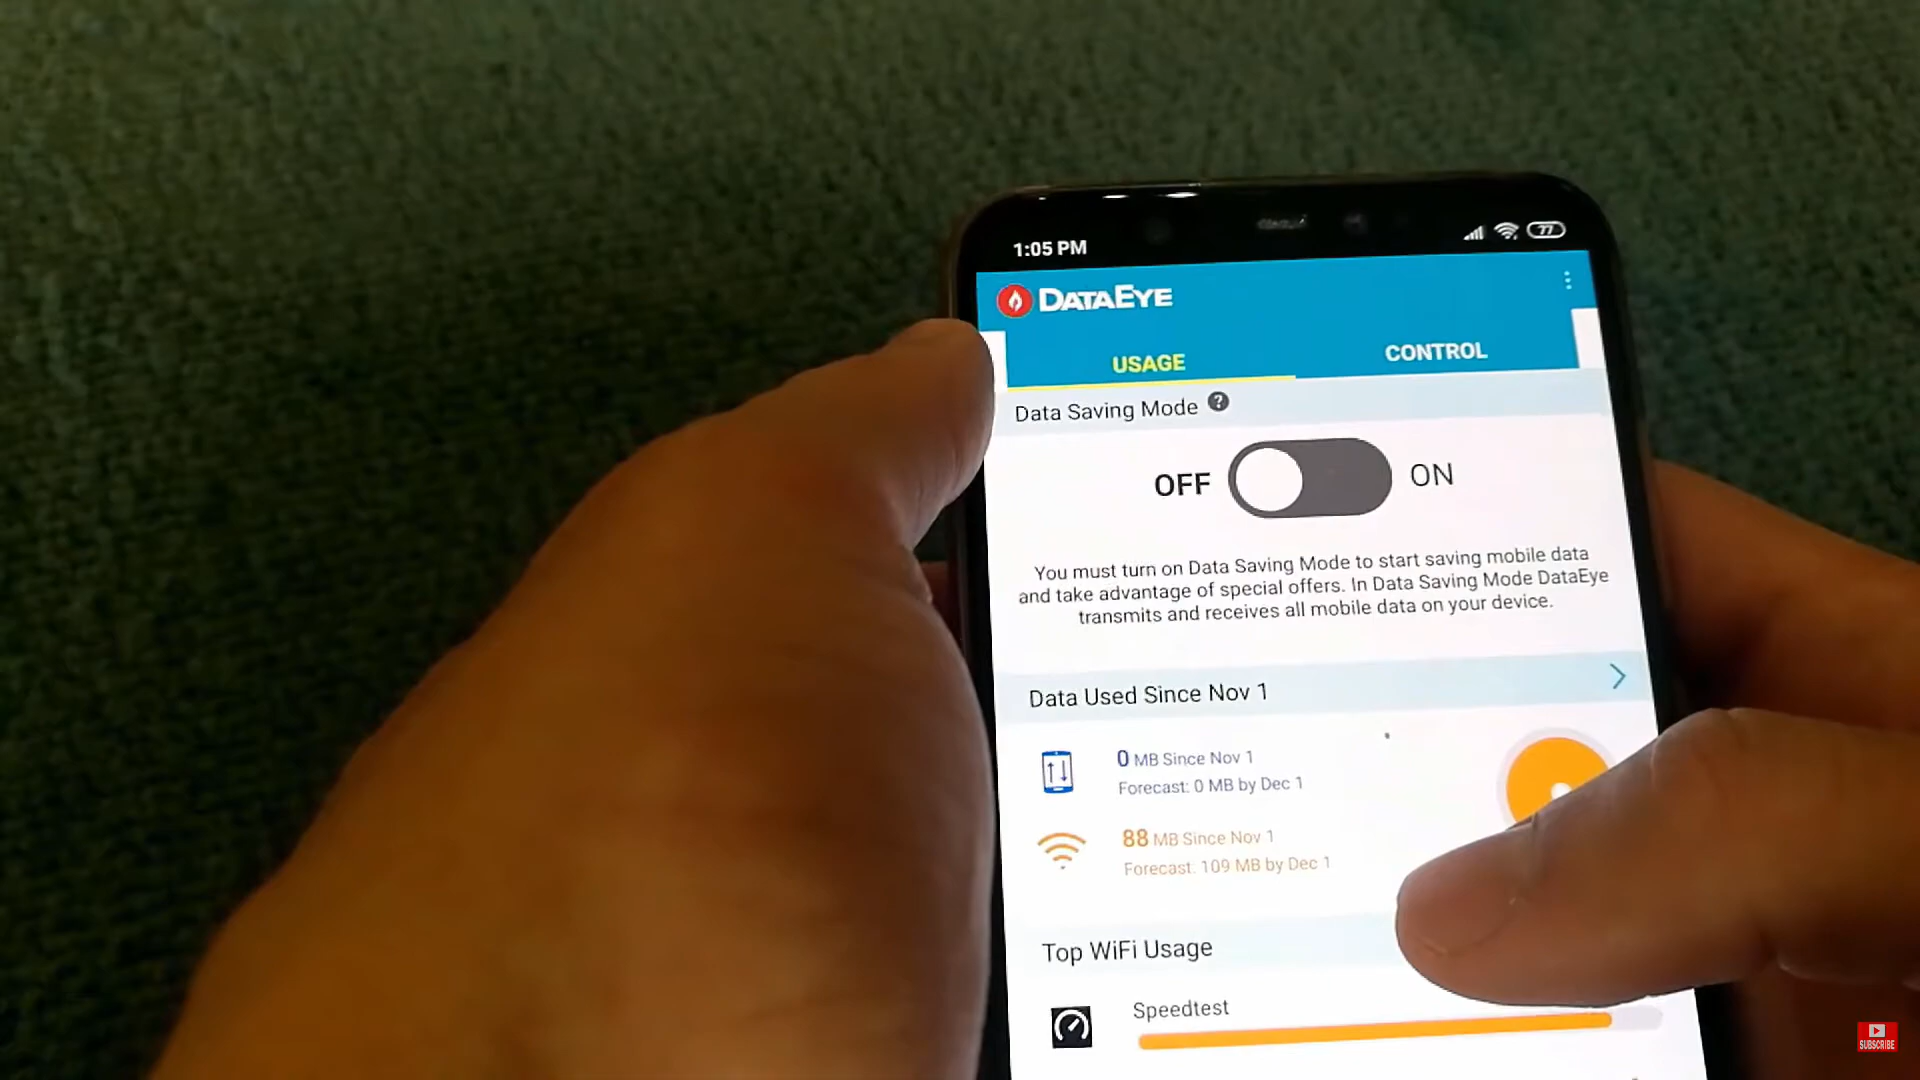 1:05 PM
77
DATAEYE
USAGE
CONTROL
Data Saving Mode ?
OFF
ON
You must turn on Data Saving Mode to start saving mobile data
and take advantage of special offers. In Data Saving Mode DataEye
transmits and receives all mobile data on your device.
Data Used Since Nov 1
0 MB Since Nov 1
Forecast: 0 MB by Dec 1
88 MB Since Nov 1
Forecast: 109 MB by Dec 1
Top WiFi Usage
Speedtest
SUBSCRIBE